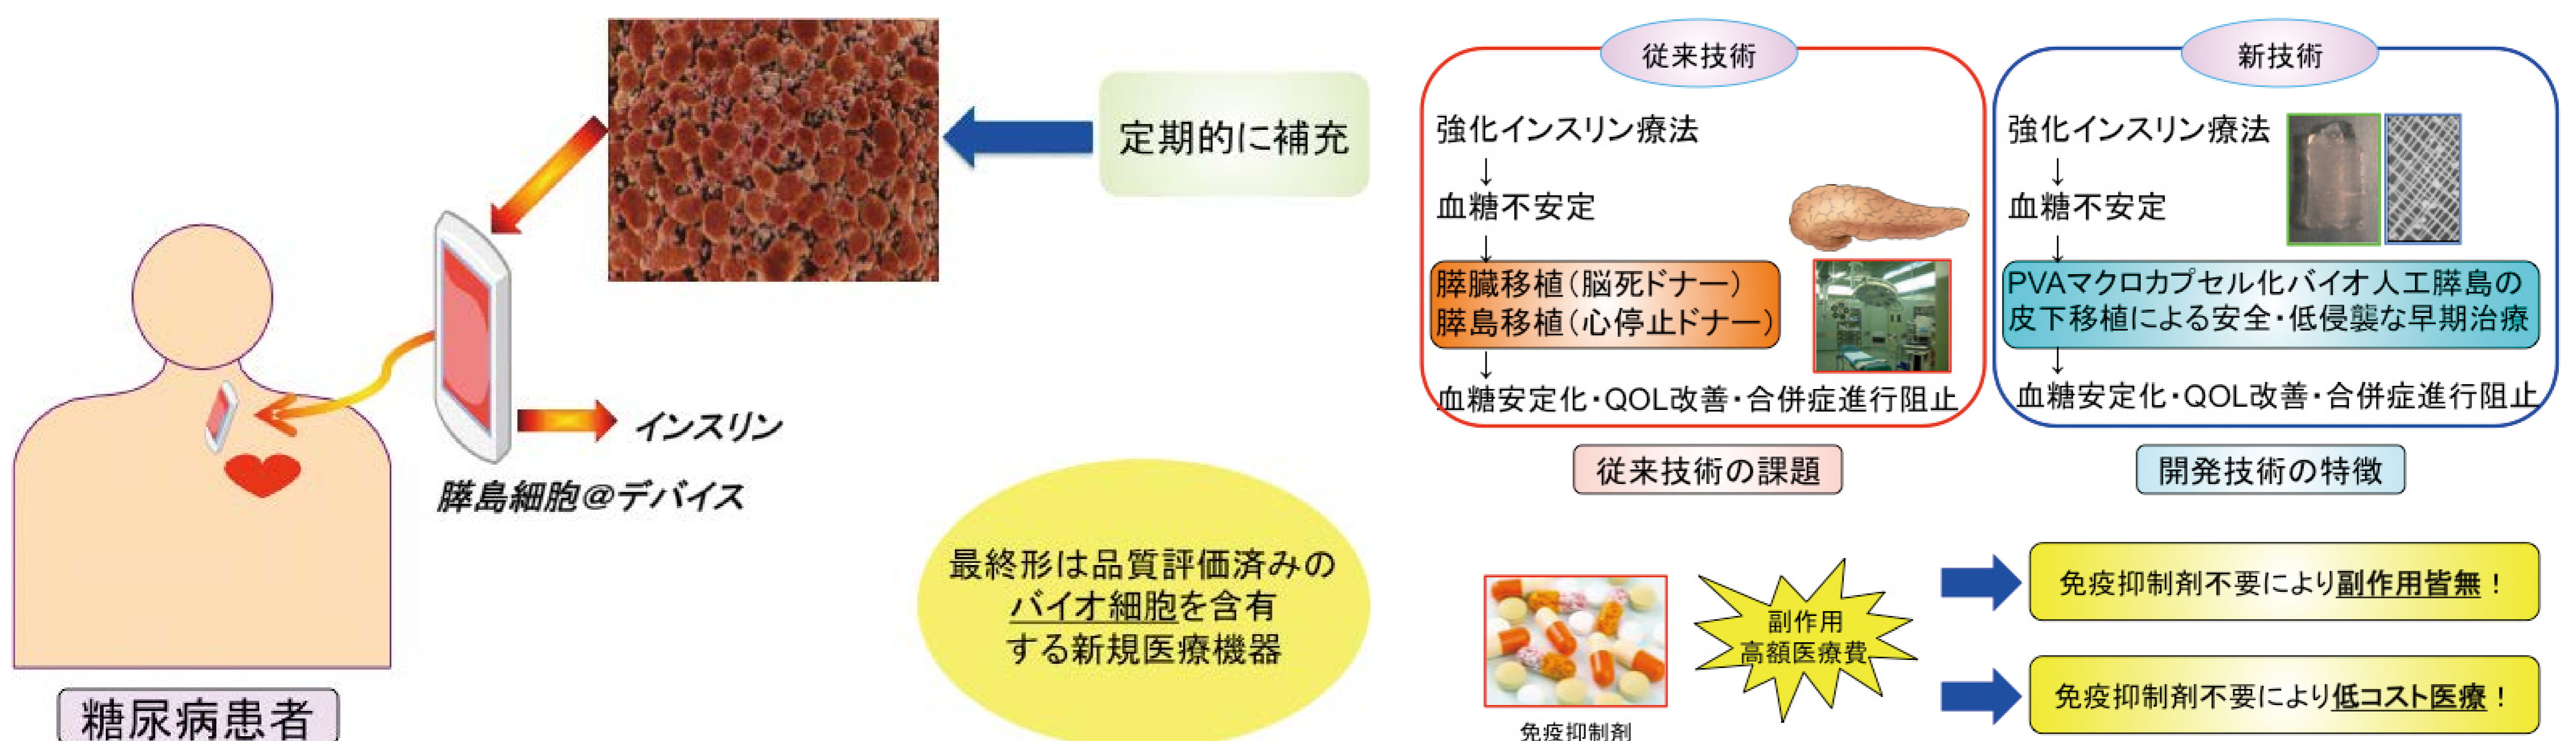 定期的に補充
インスリン
膵島細胞@デバイス
糖尿病患者
最終形は品質評価済みの
バイオ細胞を含有
する新規医療機器
従来技術
強化インスリン療法
↓
血糖不安定
↓
膵臓移植(脳死ドナー)
膵島移植(心停止ドナー)
↓
血糖安定化・QOL改善・合併症進行阻止
新技術
強化インスリン療法
↓
血糖不安定
↓
PVAマクロカプセル化バイオ人工膵島の
皮下移植による安全・低侵襲な早期治療
↓
血糖安定化・QOL改善・合併症進行阻止
従来技術の課題
免疫抑制剤
副作用
高額医療費
開発技術の特徴
免疫抑制剤不要により副作用皆無!
免疫抑制剤不要により低コスト医療!